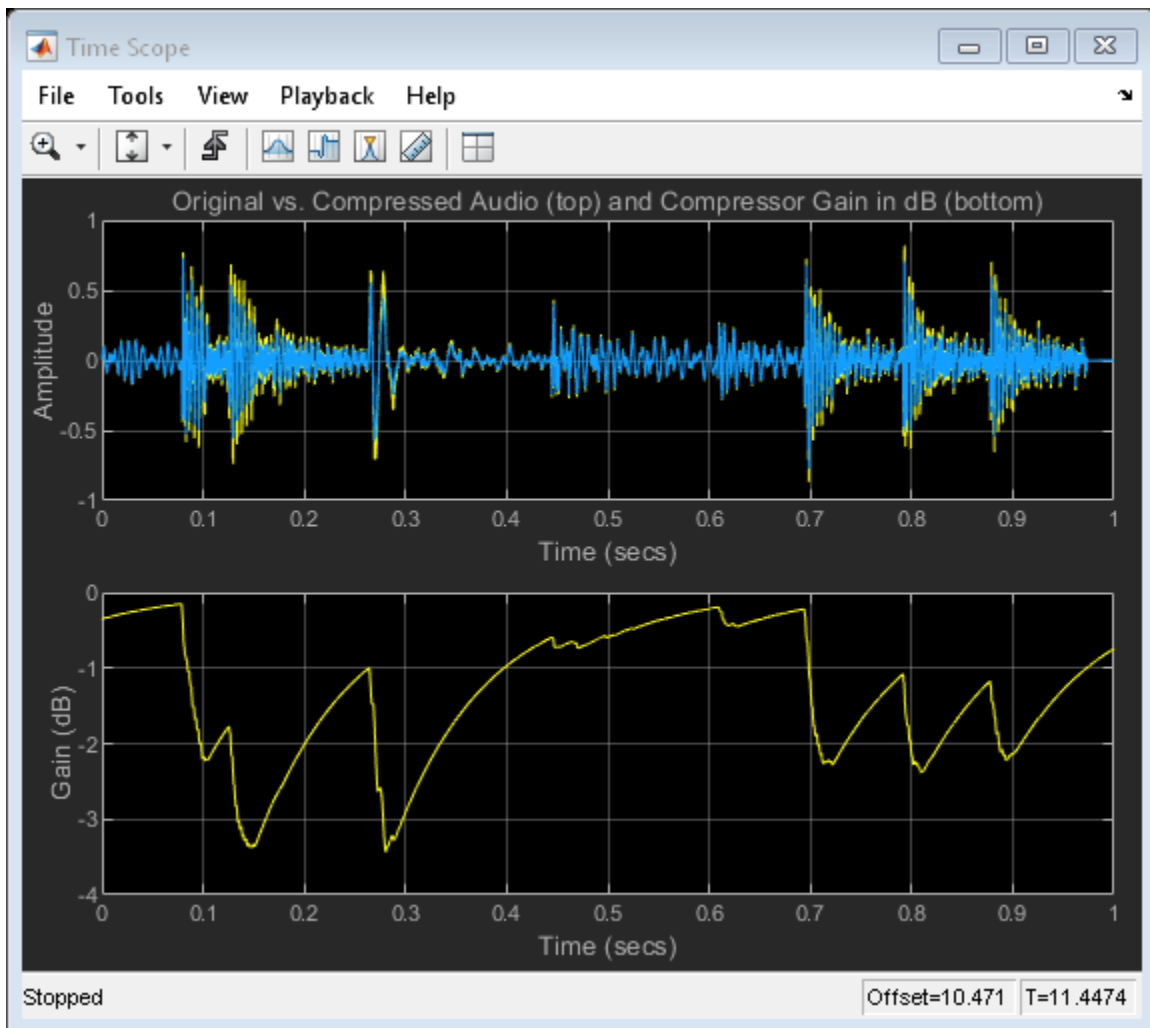 Time Scope
File Tools View Playback Help
Original vs. Compressed Audio (top) and Compressor Gain in dB (bottom)
1
0.5
0
-0.5
-1
Amplitude
0 0.1 0.2 0.3 0.4 0.5 0.6 0.7 0.8 0.9 1
Time (secs)
0
-1
-2
-3
-4
Gain (dB)
0 0.1 0.2 0.3 0.4 0.5 0.6 0.7 0.8 0.9 1
Time (secs)
Stopped Offset=10.471 T=11.4474